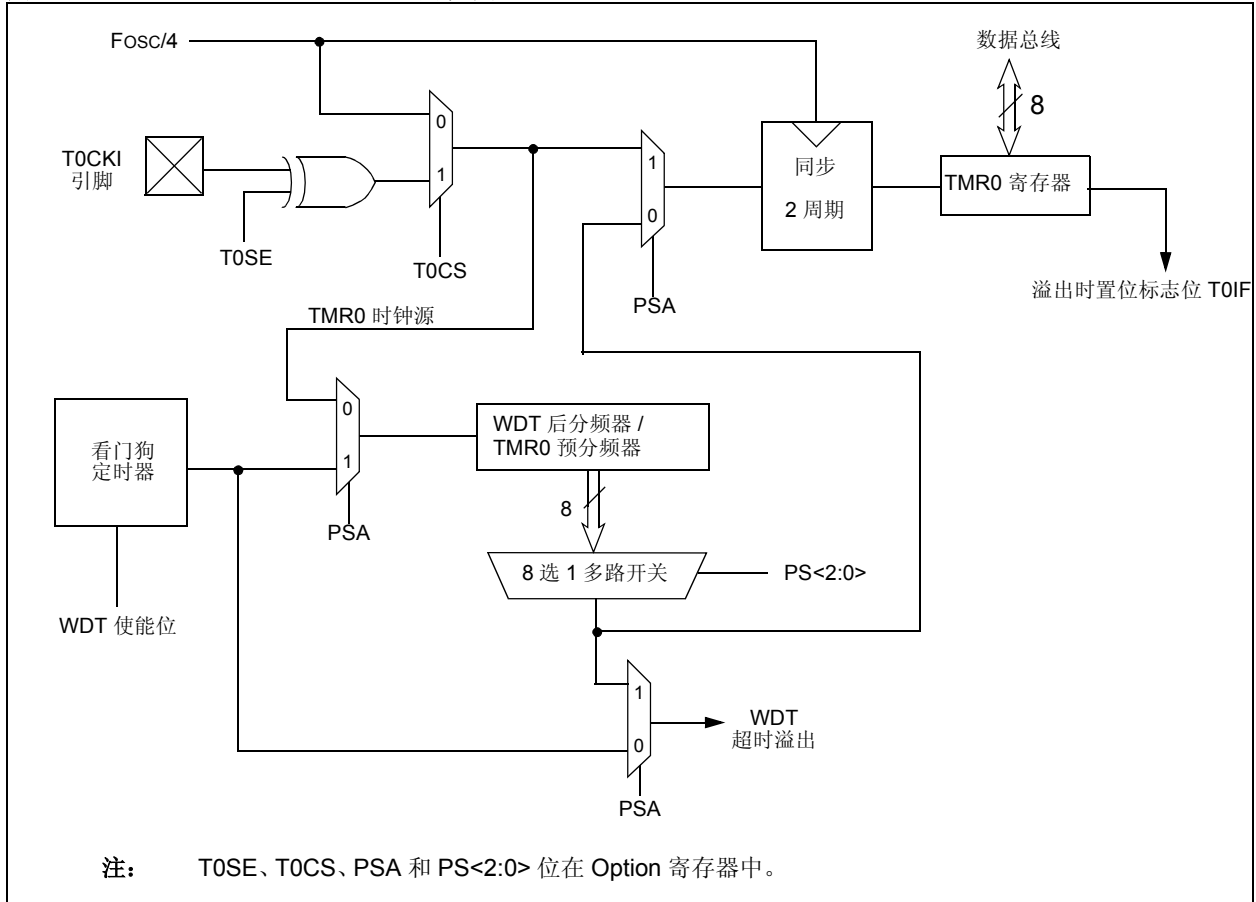 FOSC/4
数据总线
8
0
1
T0CKI
引脚
T0SE
T0CS
1
0
PSA
同步
2 周期
TMR0 寄存器
溢出时置位标志位 T0IF
TMR0 时钟源
0
1
PSA
看门狗
定时器
WDT 使能位
WDT 后分频器 /
TMR0 预分频器
8
8 选 1 多路开关
PS<2:0>
1
0
PSA
WDT
超时溢出
注： T0SE、T0CS、PSA 和 PS<2:0> 位在 Option 寄存器中。